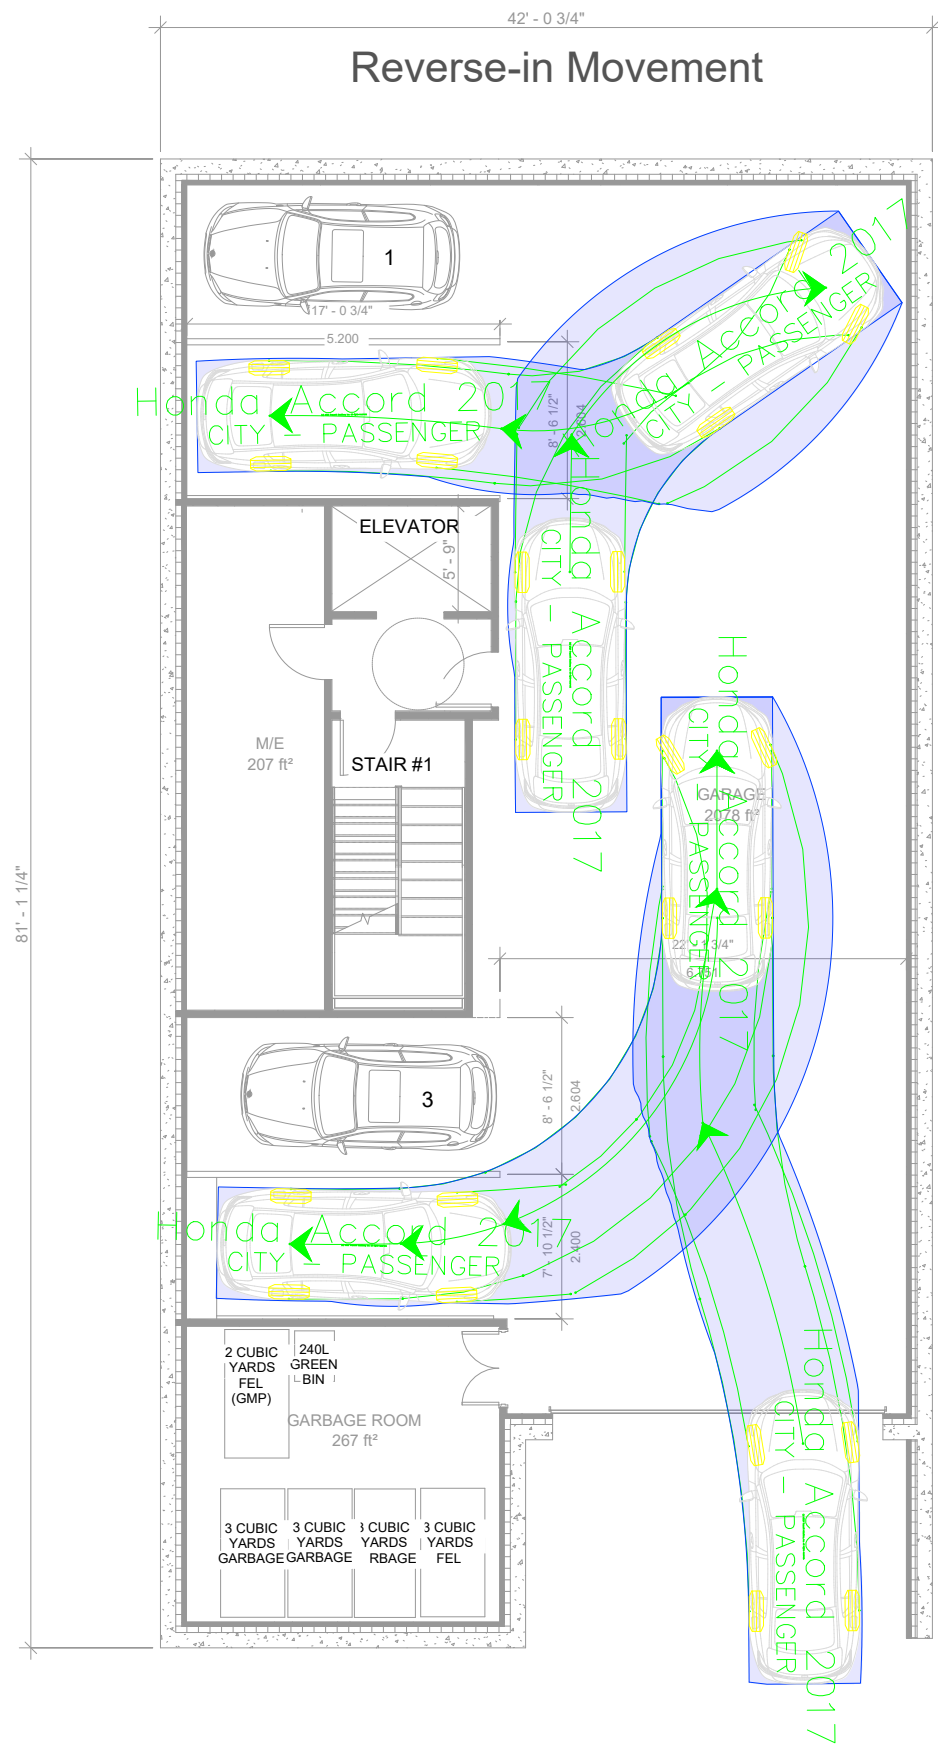 42' - 0 3/4"
Reverse-in Movement
1
17' - 0 3/4"
5.200
Honda Accord 2017
CITY - PASSENGER
Honda Accord 2017
CITY - PASSENGER
8' - 6 1/2"
2.604
ELEVATOR
5' - 9"
Honda Accord 2017
CITY - PASSENGER
M/E
207 ft²
STAIR #1
Honda Accord 2017
CITY - PASSENGER
GARAGE
2078 ft²
81' - 1 1/4"
3
8' - 6 1/2"
2.604
Honda Accord 2017
CITY - PASSENGER
7' - 10 1/2"
2.400
2 CUBIC
YARDS
FEL
(GMP)
240L
GREEN
BIN
GARBAGE ROOM
267 ft²
3 CUBIC
YARDS
GARBAGE
3 CUBIC
YARDS
GARBAGE
3 CUBIC
YARDS
RBAGE
3 CUBIC
YARDS
FEL
Honda Accord 2017
CITY - PASSENGER